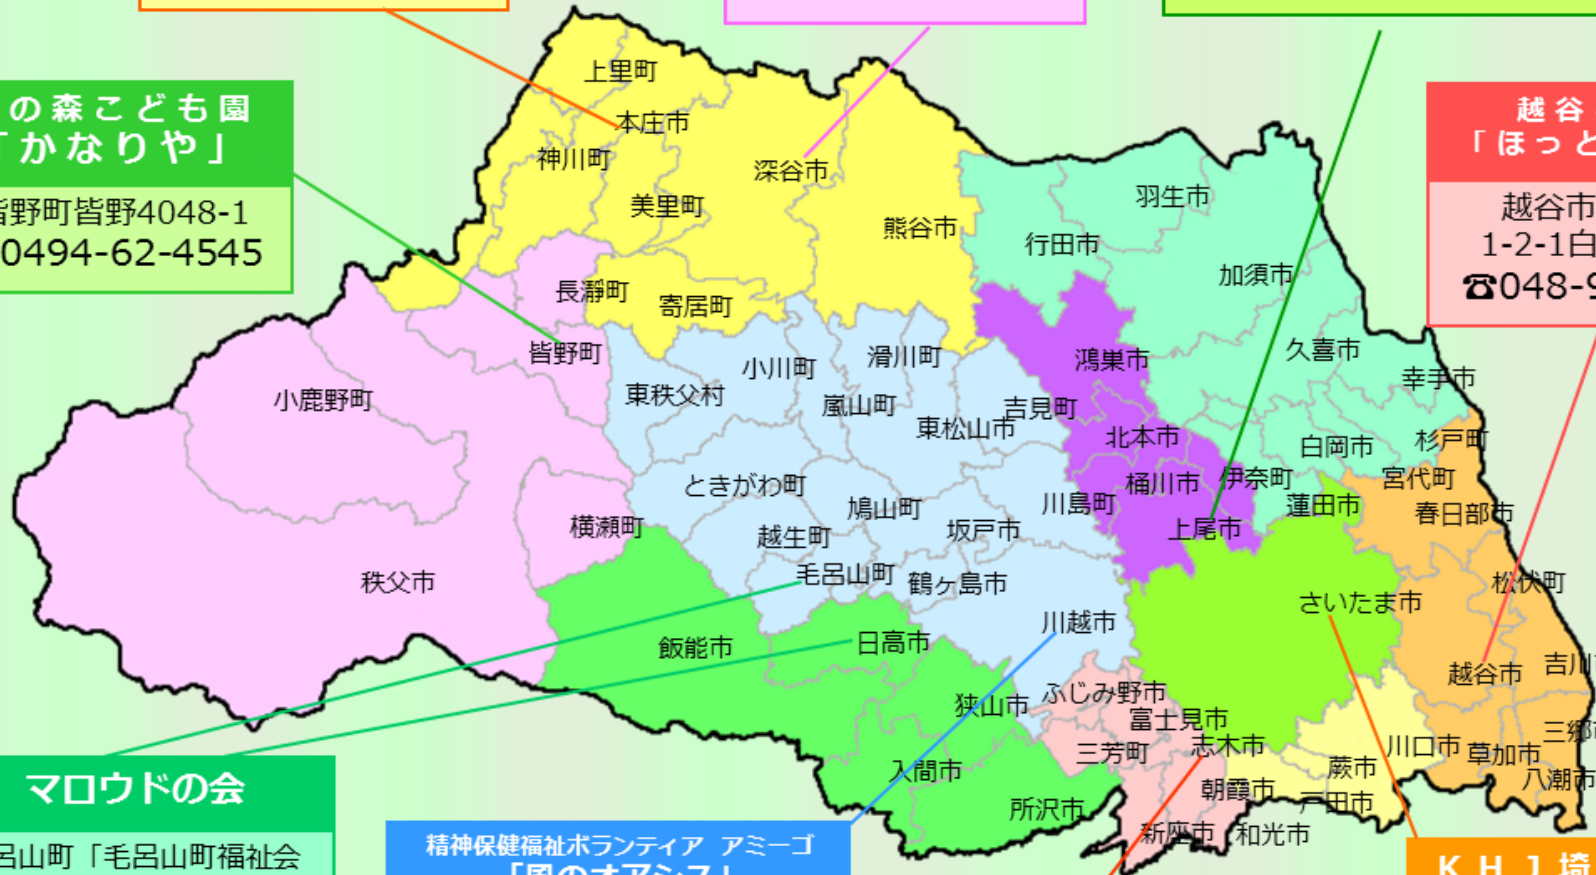 の森こども園
「かなりや」
皆野町皆野4048-1
0494-62-4545
越谷
「ほっと
越谷市
1-2-1白
☎048-9
上里町
本庄市
神川町
深谷市
美里町
熊谷市
羽生市
行田市
加須市
長瀞町
寄居町
皆野町
小川町
滑川町
鴻巣市
久喜市
幸手市
小鹿野町
東秩父村
嵐山町
吉見町
東松山市
北本市
白岡市
杉戸町
ときがわ町
桶川市
伊奈町
宮代町
鳩山町
川島町
蓮田市
春日部市
横瀬町
越生町
坂戸市
上尾市
秩父市
毛呂山町
鶴ヶ島市
松伏町
さいたま市
川越市
飯能市
日高市
越谷市
吉川
ふじみ野市
狭山市
富士見市
三郷
三芳町
志木市
川口市
草加市
入間市
蕨市
八潮市
朝霞市
戸田市
所沢市
新座市
和光市
マロウドの会
呂山町「毛呂山町福祉会
精神保健福祉ボランティア アミーゴ
「風のオアシス」
KHJ埼